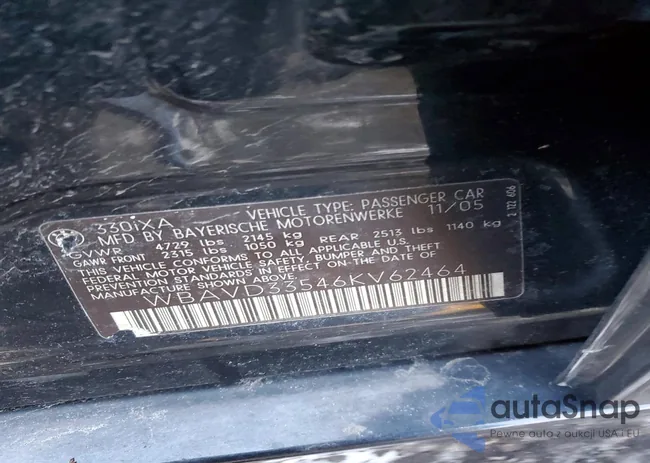 330iXA VEHICLE TYPE: PASSENGER CAR
MFD BY BAYERISCHE MOTORENWERKE 11/05
GVWR 4729 lbs 2145 kg
GAWR FRONT 2315 lbs 1050 kg REAR 2513 lbs 1140 kg
THIS VEHICLE CONFORMS TO ALL APPLICABLE
FEDERAL MOTOR VEHICLE SAFETY, BUMPER AND THEFT
PREVENTION STANDARDS IN EFFECT ON THE DATE OF
MANUFACTURE SHOWN ABOVE.
WBAVD33546KV62464
autaSnap
Pewne auta z aukcji USA i EU